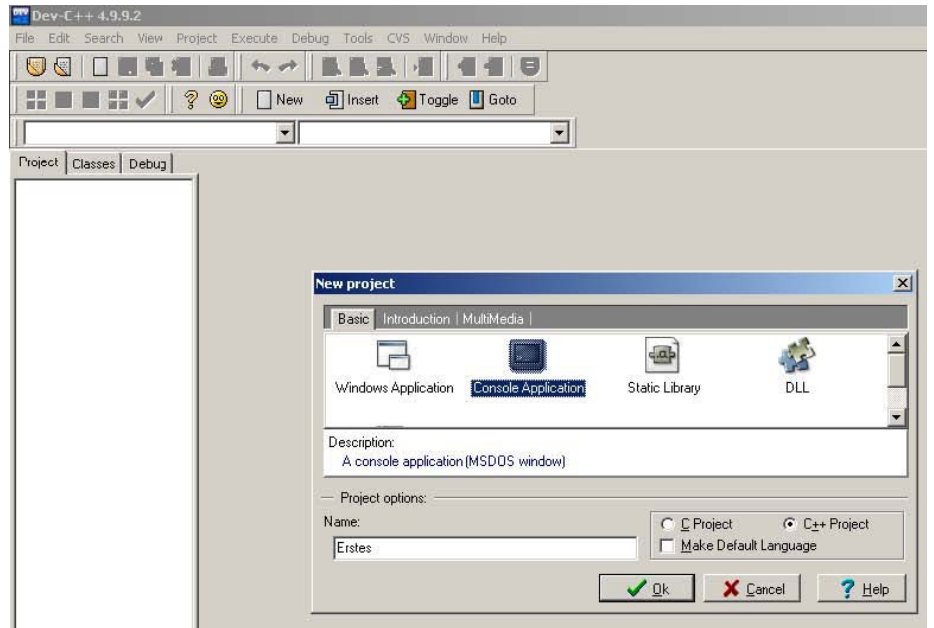 Dev-C++ 4.9.9.2
File Edit Search View Project Execute Debug Tools CVS Window Help
New Insert Toggle Goto
Project Classes Debug
New project
Basic Introduction MultiMedia
Windows Application Console Application Static Library DLL
Description:
A console application (MSDOS window)
Project options:
Name:
C Project C++ Project
Erstes
Make Default Language
Ok Cancel Help